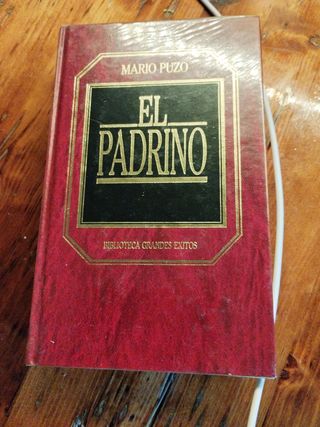 MARIO PUZO
EL
PADRINO
BIBLIOTECA GRANDES EXITOS